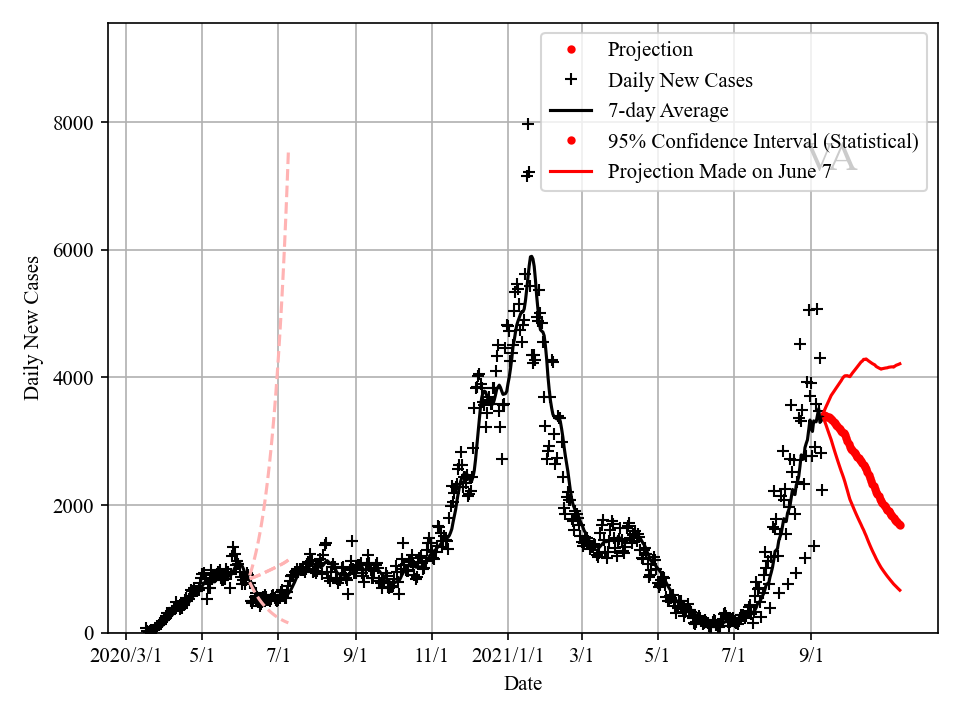 Projection
Daily New Cases
7-day Average
95% Confidence Interval (Statistical)
Projection Made on June 7
VA
8000
6000
4000
2000
0
Daily New Cases
2020/3/1 5/1 7/1 9/1 11/1 2021/1/1 3/1 5/1 7/1 9/1
Date